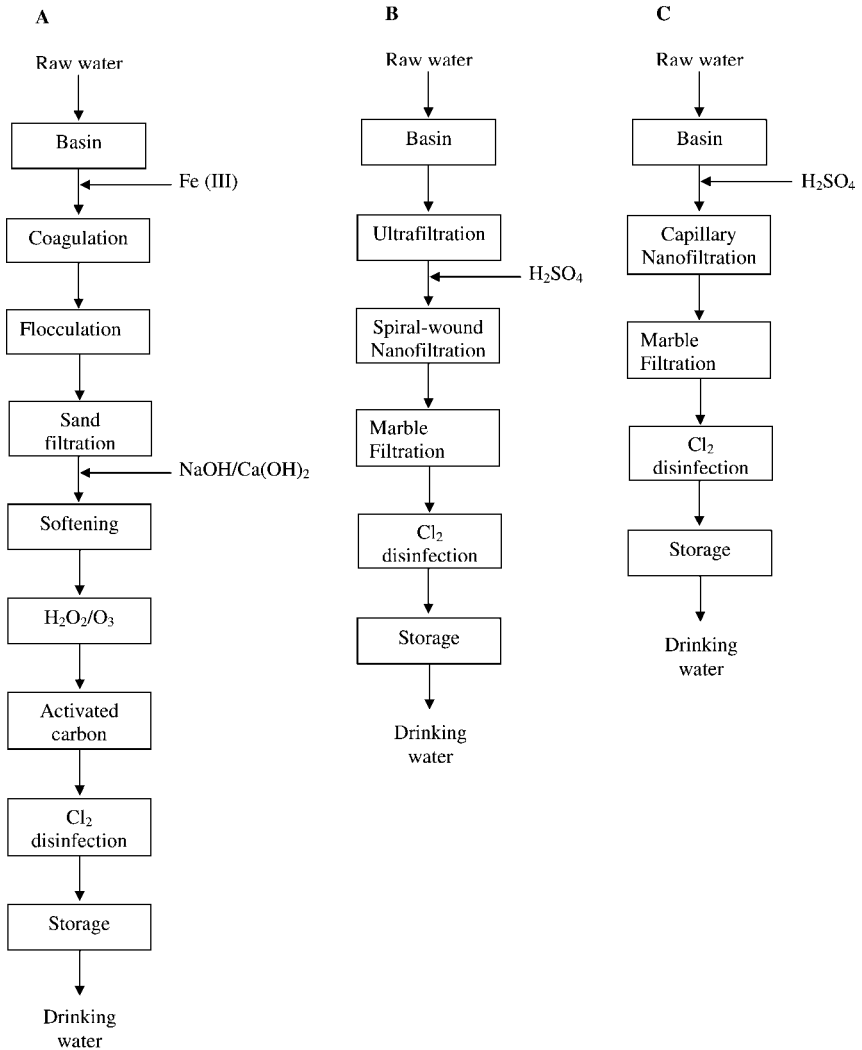 A
Raw water
Basin
Fe (III)
Coagulation
Flocculation
Sand
filtration
NaOH/Ca(OH)₂
Softening
H₂O₂/O₃
Activated
carbon
Cl₂
disinfection
Storage
Drinking
water
B
Raw water
Basin
Ultrafiltration
H₂SO₄
Spiral-wound
Nanofiltration
Marble
Filtration
Cl₂
disinfection
Storage
Drinking
water
C
Raw water
Basin
H₂SO₄
Capillary
Nanofiltration
Marble
Filtration
Cl₂
disinfection
Storage
Drinking
water